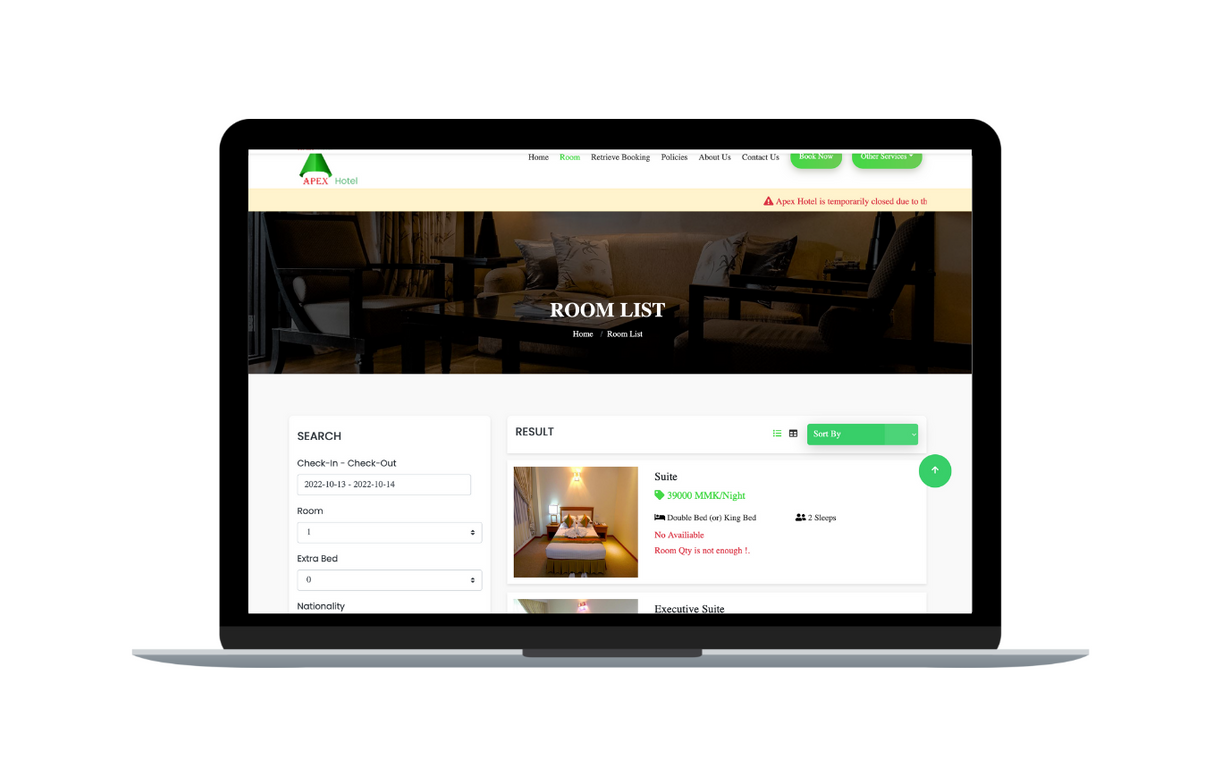 Home Room Retrieve Booking Policies About Us Contact Us Book Now Other Services
APEX Hotel
Apex Hotel is temporarily closed due to th
ROOM LIST
Home / Room List
SEARCH
Check-In - Check-Out
2022-10-13 - 2022-10-14
Room
1
Extra Bed
0
Nationality
RESULT
Sort By
Suite
39000 MMK/Night
Double Bed (or) King Bed
2 Sleeps
No Availiable
Room Qty is not enough !.
Executive Suite